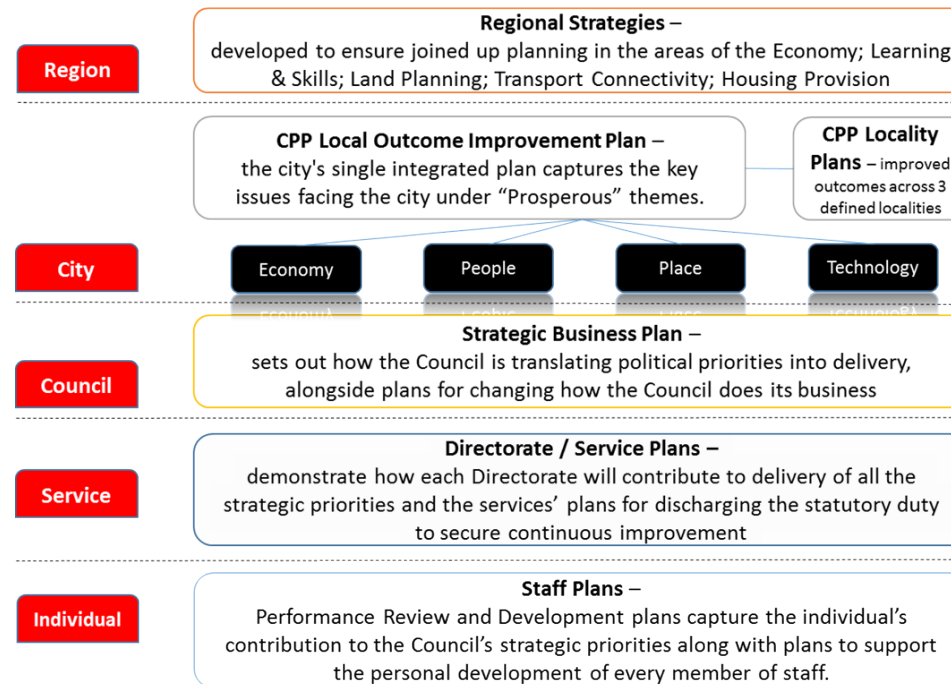 Region
Regional Strategies –
developed to ensure joined up planning in the areas of the Economy; Learning
& Skills; Land Planning; Transport Connectivity; Housing Provision
CPP Local Outcome Improvement Plan –
the city's single integrated plan captures the key
issues facing the city under “Prosperous” themes.
CPP Locality
Plans – improved
outcomes across 3
defined localities
City
Economy
People
Place
Technology
Council
Strategic Business Plan –
sets out how the Council is translating political priorities into delivery,
alongside plans for changing how the Council does its business
Service
Directorate / Service Plans –
demonstrate how each Directorate will contribute to delivery of all the
strategic priorities and the services’ plans for discharging the statutory duty
to secure continuous improvement
Individual
Staff Plans –
Performance Review and Development plans capture the individual’s
contribution to the Council’s strategic priorities along with plans to support
the personal development of every member of staff.